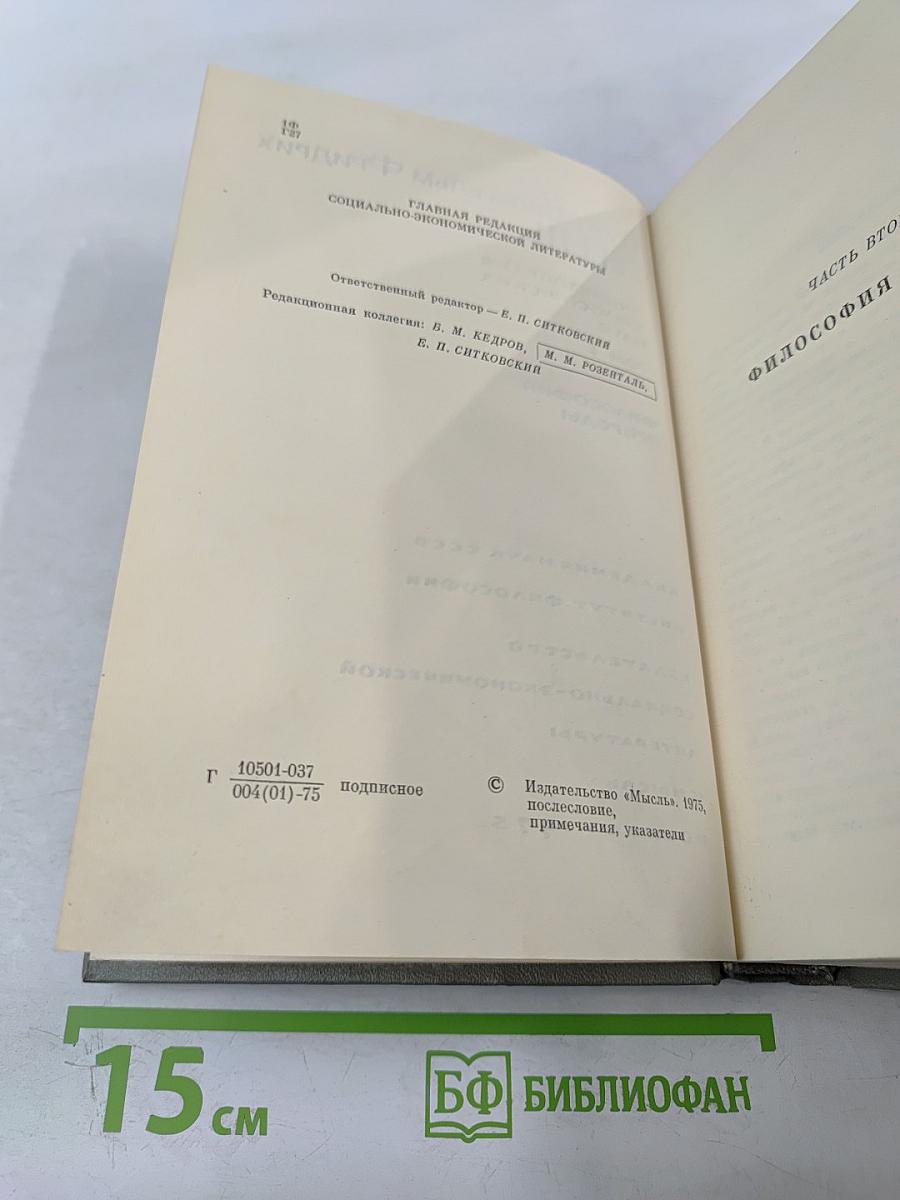 1Ф
Г27
ГЛАВНАЯ РЕДАКЦИЯ
СОЦИАЛЬНО-ЭКОНОМИЧЕСКОЙ ЛИТЕРАТУРЫ
Ответственный редактор — Е. П. СИТКОВСКИЙ
Редакционная коллегия: Б. М. КЕДРОВ, М. М. РОЗЕНТАЛЬ,
Е. П. СИТКОВСКИЙ
Г 10501-037
004(01)-75 подписное
© Издательство «Мысль». 1975,
послесловие,
примечания, указатели
ЧАСТЬ
ФИЛОСОФИЯ
15 см
БФ БИБЛИОФАН